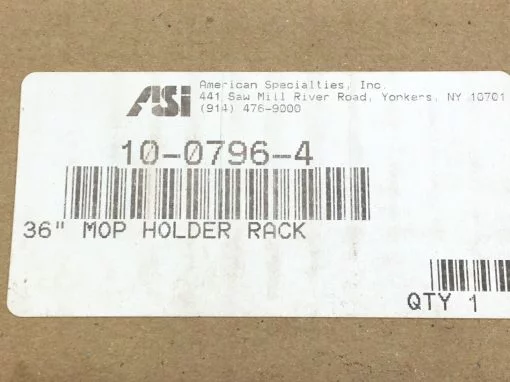 ASi
American Specialties, Inc.
441 Saw Mill River Road, Yonkers, NY 10701
(914) 476-9000
10-0796-4
36" MOP HOLDER RACK
QTY 1